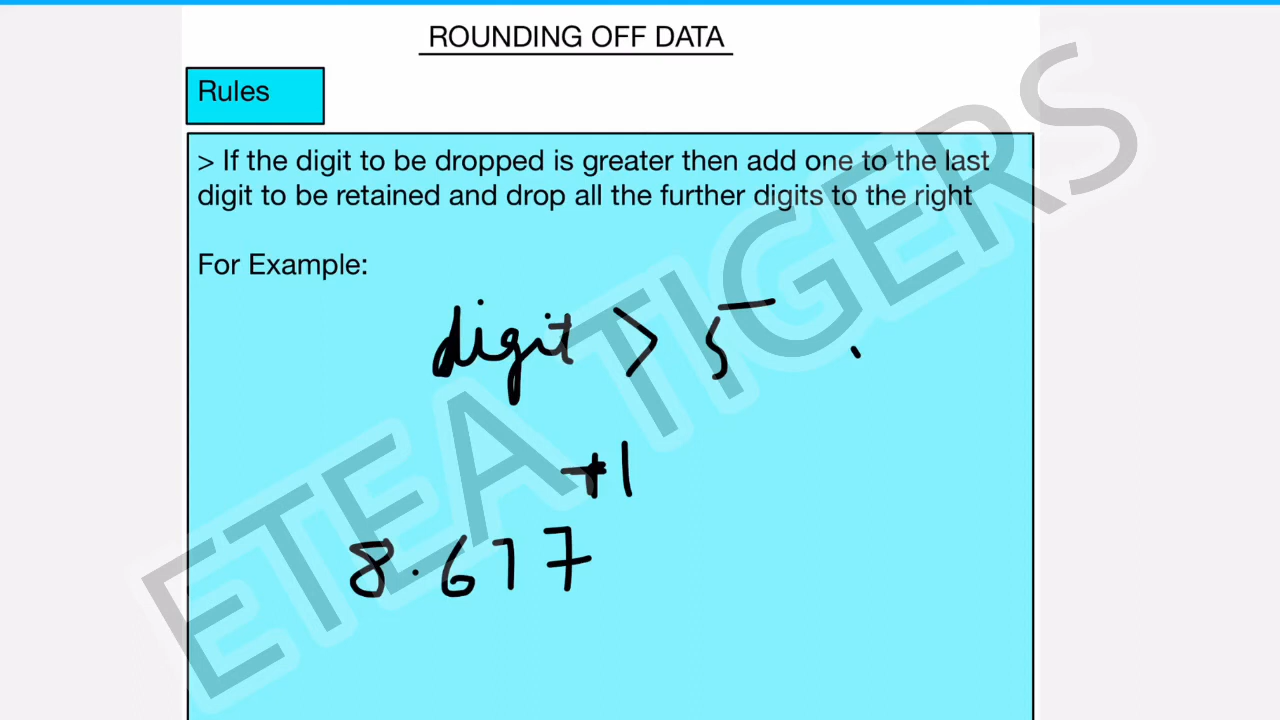 ROUNDING OFF DATA
Rules
> If the digit to be dropped is greater then add one to the last
digit to be retained and drop all the further digits to the right
For Example:
digit > 5
+1
8.677
ETEA TIGERS